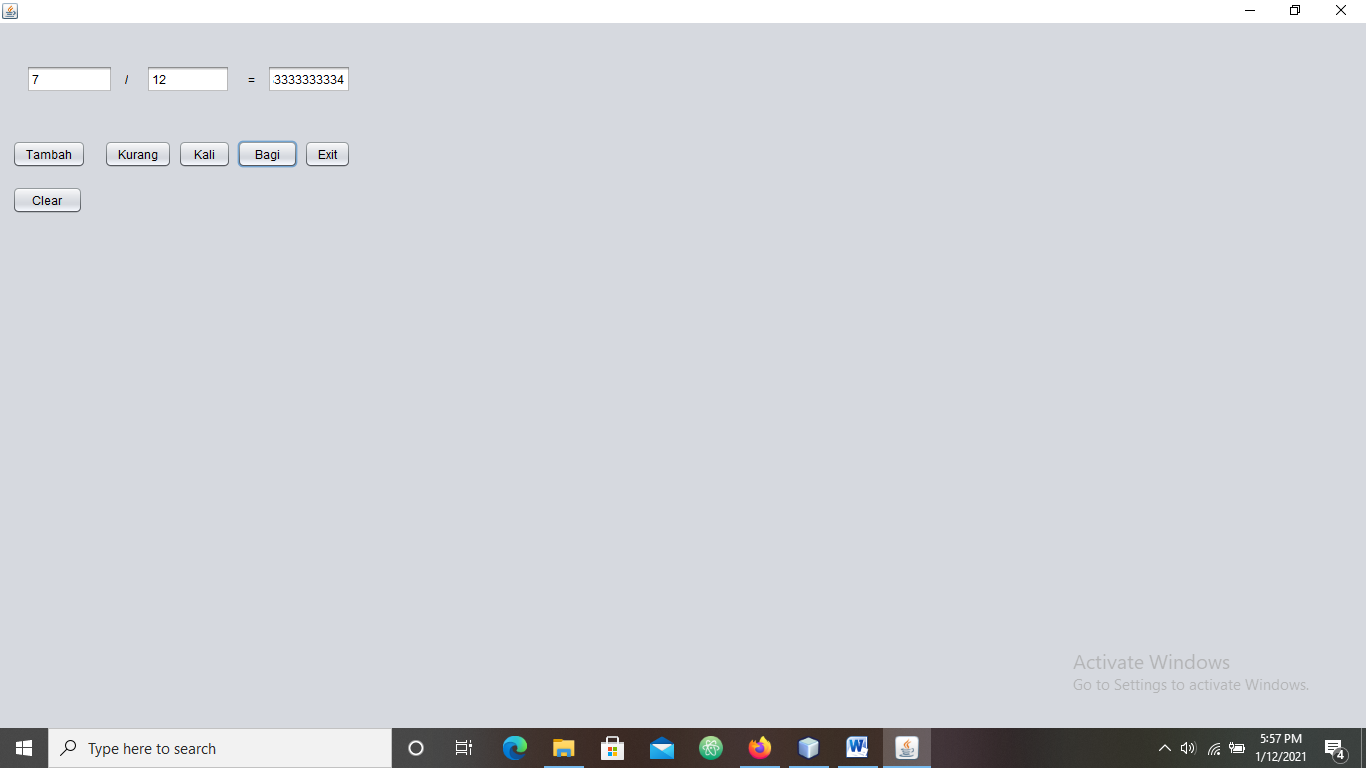 7 / 12 = 3333333334
Tambah Kurang Kali Bagi Exit
Clear
Activate Windows
Go to Settings to activate Windows.
Type here to search
5:57 PM
1/12/2021
4